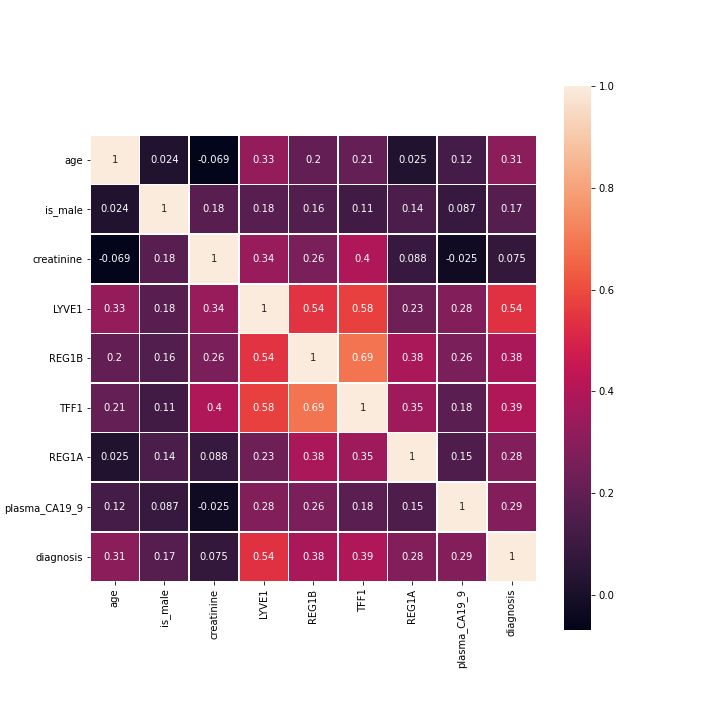 1.0
age 1 0.024 -0.069 0.33 0.2 0.21 0.025 0.12 0.31
is_male 0.024 1 0.18 0.18 0.16 0.11 0.14 0.087 0.17
0.8
creatinine -0.069 0.18 1 0.34 0.26 0.4 0.088 -0.025 0.075
0.6
LYVE1 0.33 0.18 0.34 1 0.54 0.58 0.23 0.28 0.54
REG1B 0.2 0.16 0.26 0.54 1 0.69 0.38 0.26 0.38
0.4
TFF1 0.21 0.11 0.4 0.58 0.69 1 0.35 0.18 0.39
REG1A 0.025 0.14 0.088 0.23 0.38 0.35 1 0.15 0.28
0.2
plasma_CA19_9 0.12 0.087 -0.025 0.28 0.26 0.18 0.15 1 0.29
diagnosis 0.31 0.17 0.075 0.54 0.38 0.39 0.28 0.29 1
0.0
age is_male creatinine LYVE1 REG1B TFF1 REG1A plasma_CA19_9 diagnosis